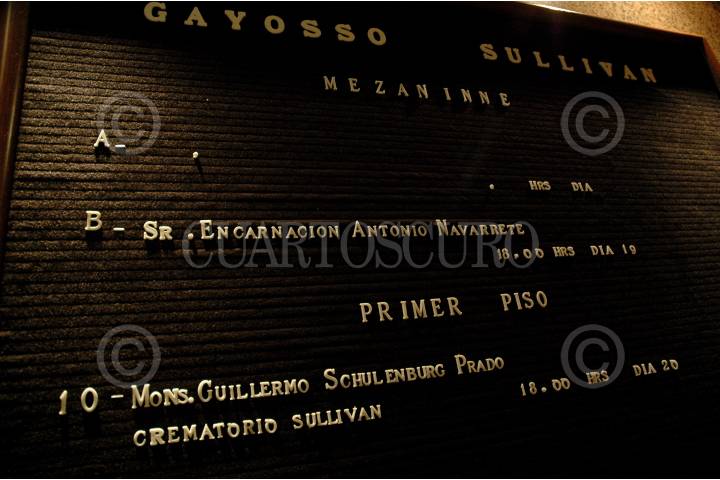 GAYOSSO SULLIVAN
MEZANINNE
A-
. HRS DIA
B - SR. ENCARNACION ANTONIO NAVARRETE
18.00 HRS DIA 19
PRIMER PISO
10 - MONS. GUILLERMO SCHULENBURG PRADO
18.00 HRS DIA 20
CREMATORIO SULLIVAN
© © © ©
CUARTOSCURO